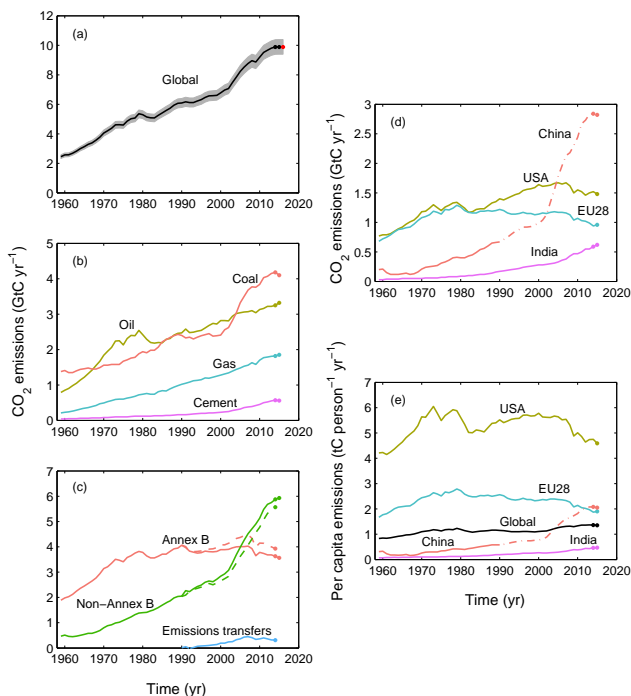 (a)
Global
12
10
8
6
4
2
0
1960 1970 1980 1990 2000 2010 2020
(b)
Coal
Oil
Gas
Cement
5
4
3
2
1
0
1960 1970 1980 1990 2000 2010 2020
CO2 emissions (GtC yr−1)
(c)
Annex B
Non−Annex B
Emissions transfers
7
6
5
4
3
2
1
0
1960 1970 1980 1990 2000 2010 2020
Time (yr)
(d)
China
USA
EU28
India
3
2.5
2
1.5
1
0.5
0
1960 1970 1980 1990 2000 2010 2020
CO2 emissions (GtC yr−1)
(e)
USA
EU28
Global
China
India
7
6
5
4
3
2
1
0
1960 1970 1980 1990 2000 2010 2020
Per capita emissions (tC person−1 yr−1)
Time (yr)